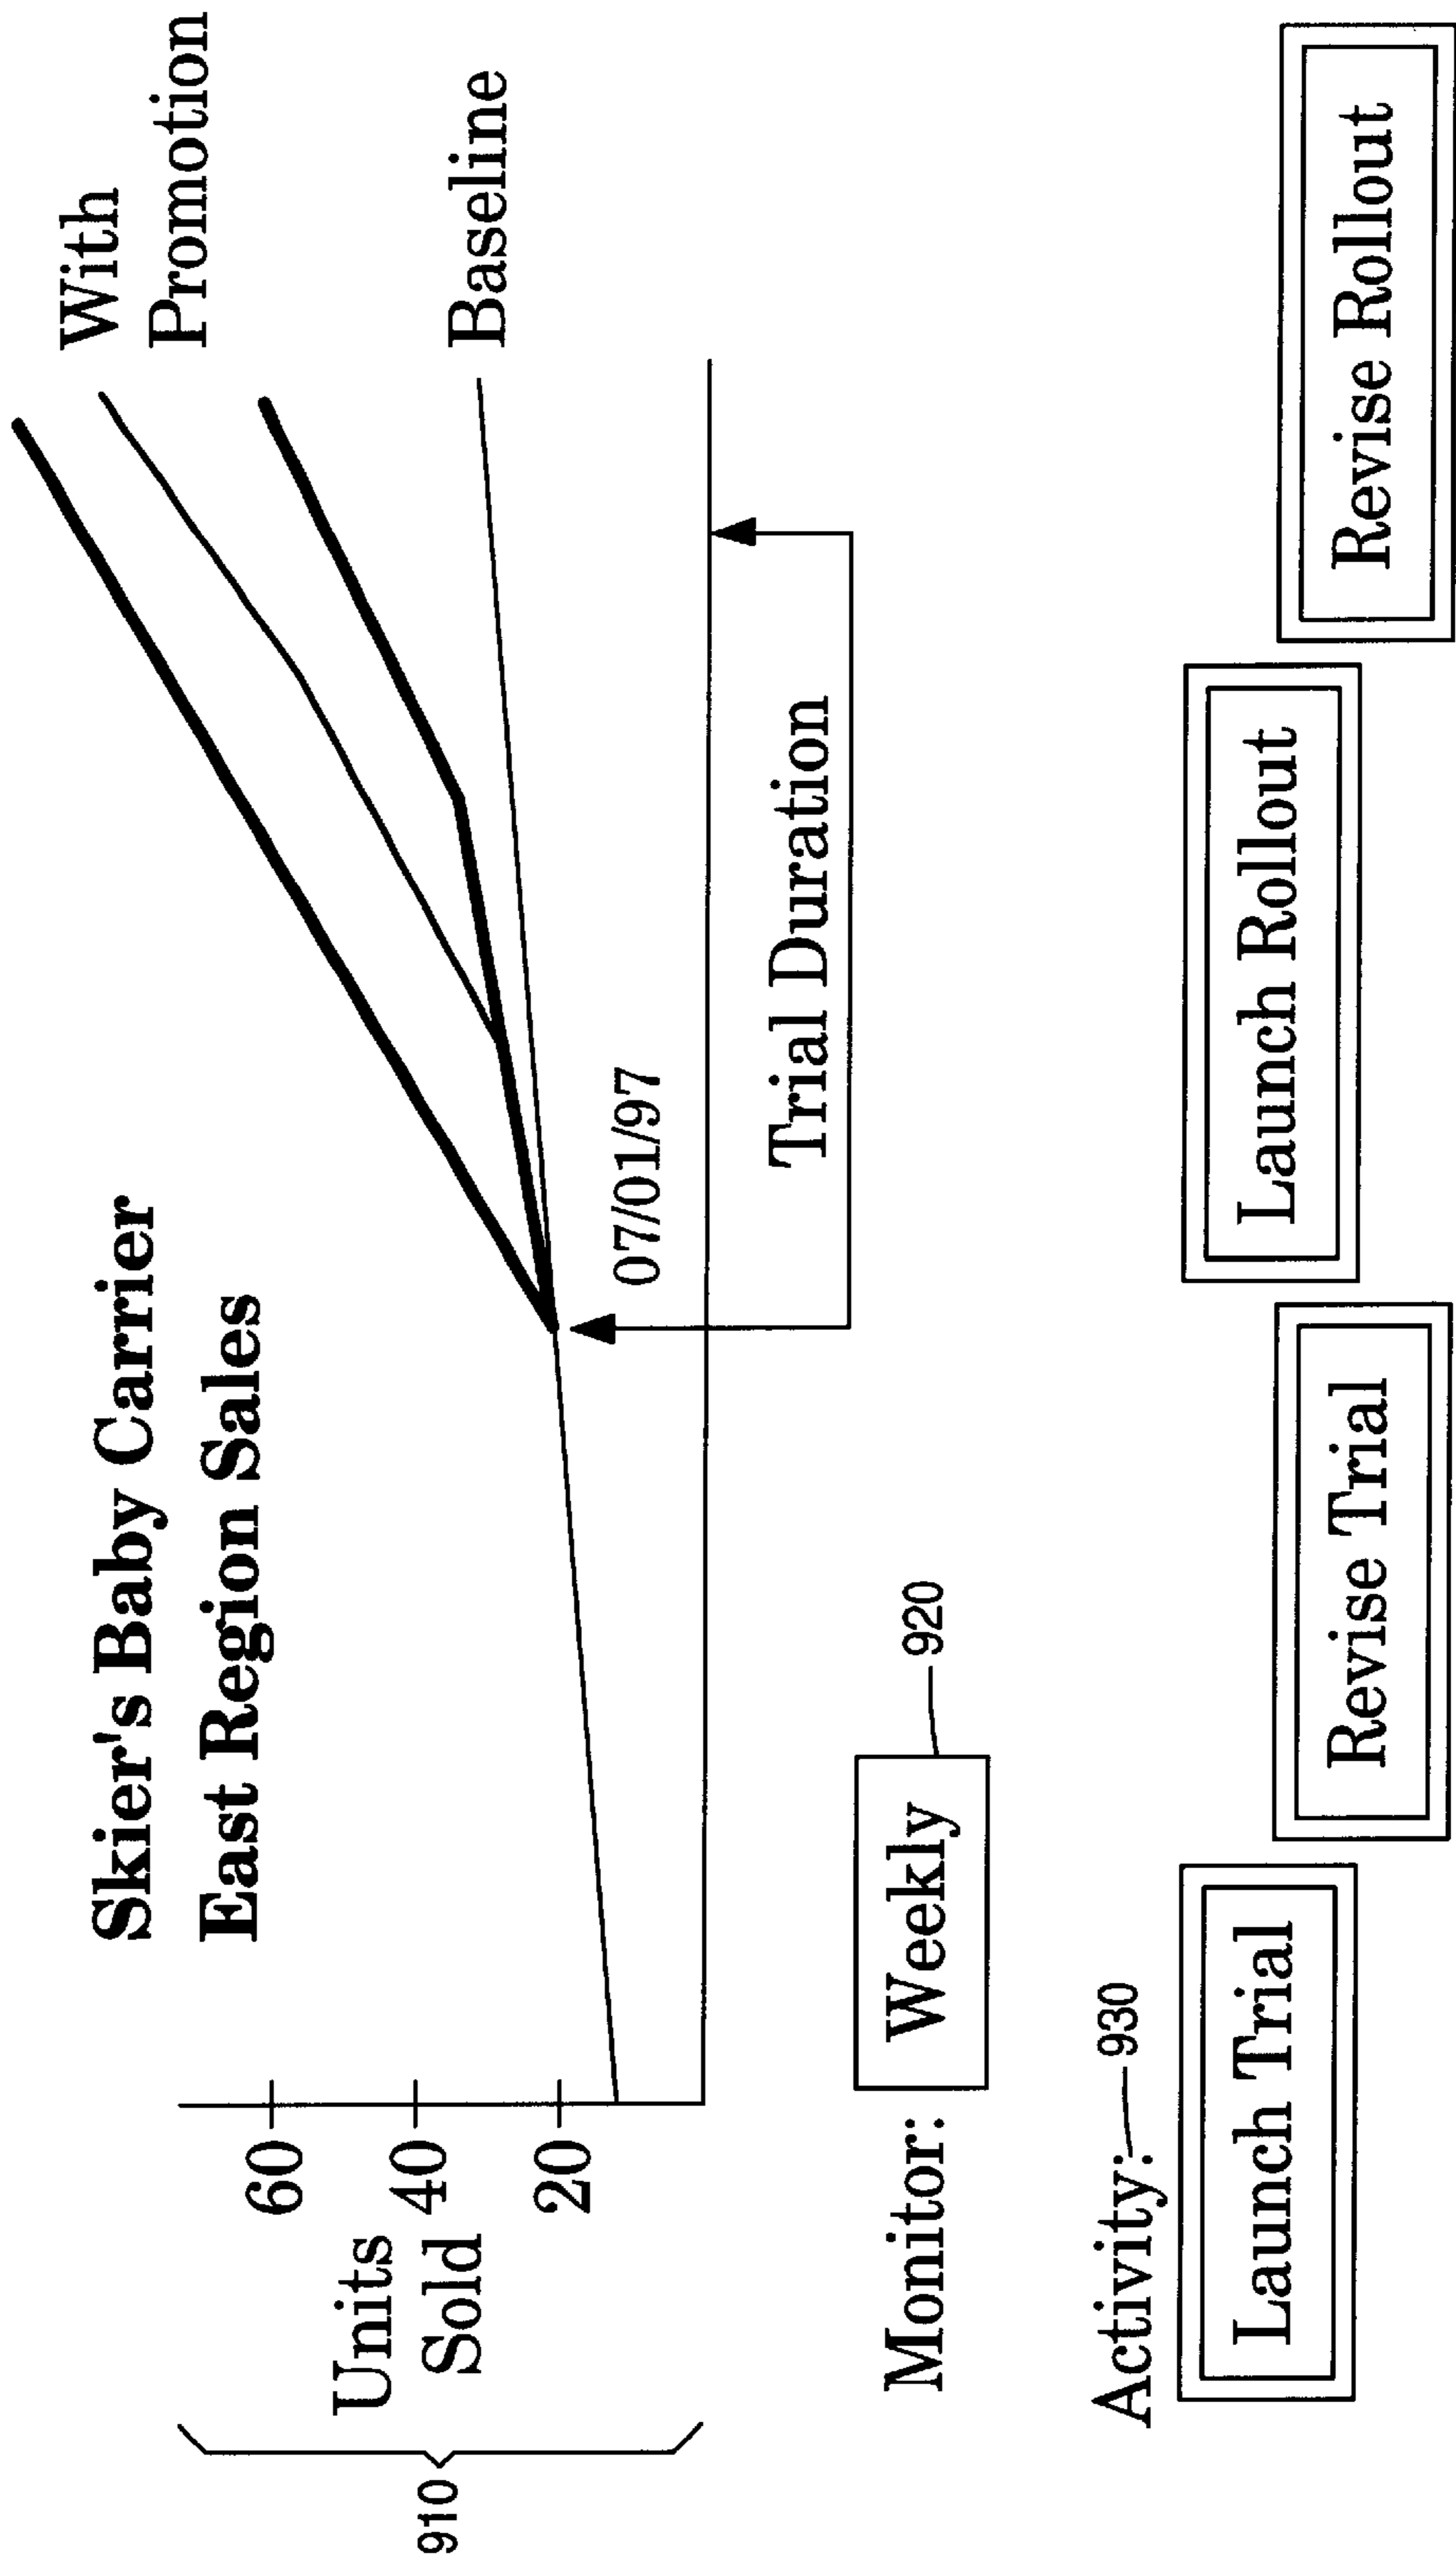 Skier's Baby Carrier
East Region Sales
With
Promotion
Baseline
910
Units
Sold
60
40
20
07/01/97
Trial Duration
Monitor: Weekly 920
Activity: 930
Launch Trial
Revise Trial
Launch Rollout
Revise Rollout